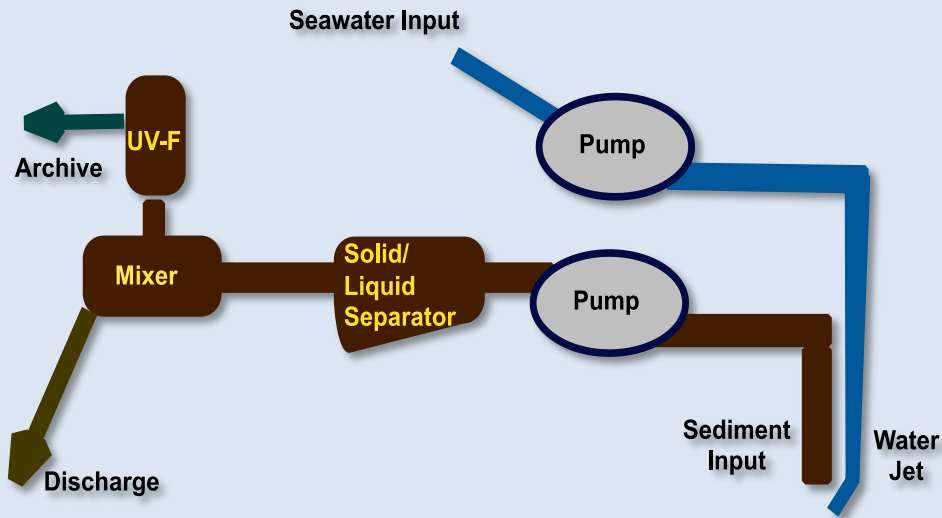 Seawater Input
Pump
UV-F
Archive
Mixer
Solid/
Liquid
Separator
Pump
Sediment
Input
Water
Jet
Discharge